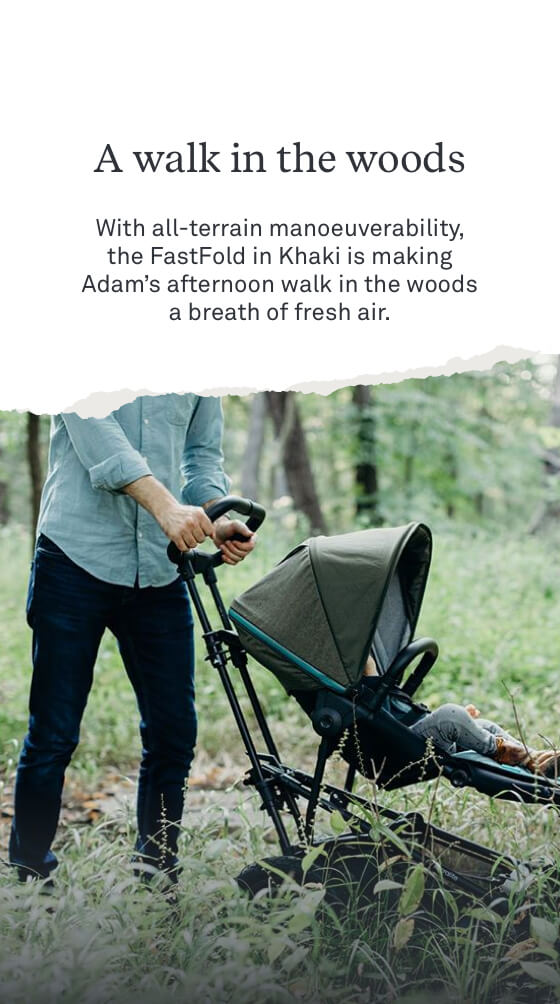 A walk in the woods
With all-terrain manoeuverability,
the FastFold in Khaki is making
Adam’s afternoon walk in the woods
a breath of fresh air.